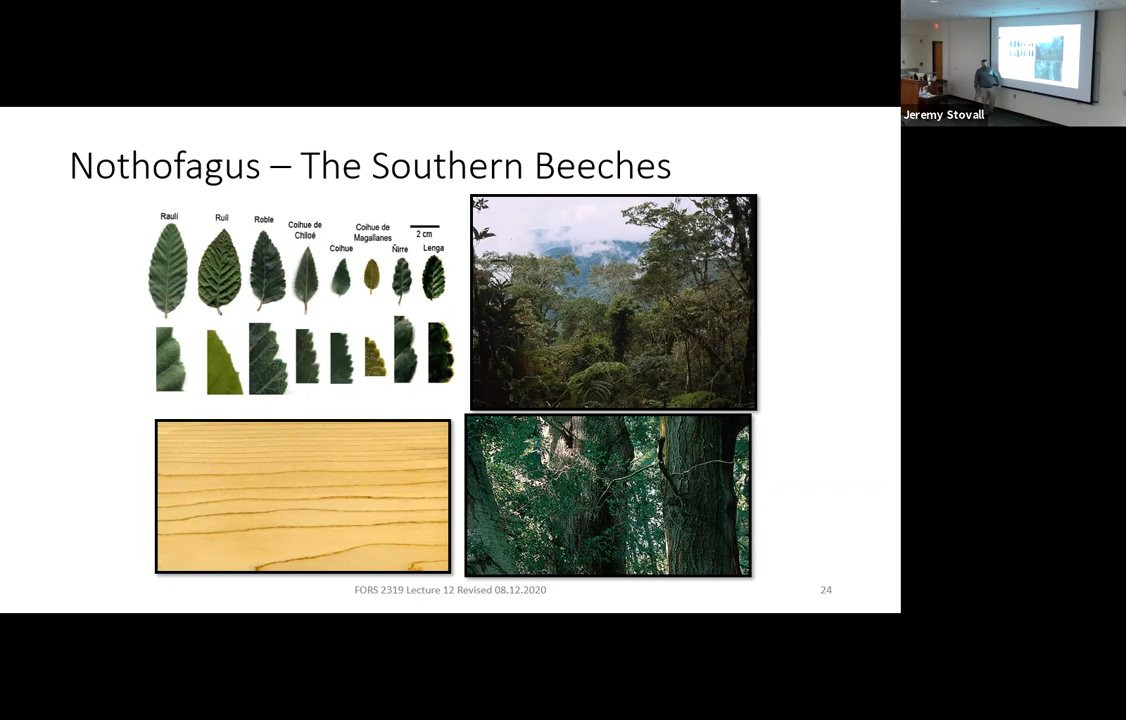 Jeremy Stovall
Nothofagus – The Southern Beeches
Raulí
Ruil
Roble
Coihue de
Chiloé
Coihue
Coihue de
Magallanes
2 cm
Ñirre
Lenga
FORS 2319 Lecture 12 Revised 08.12.2020
24